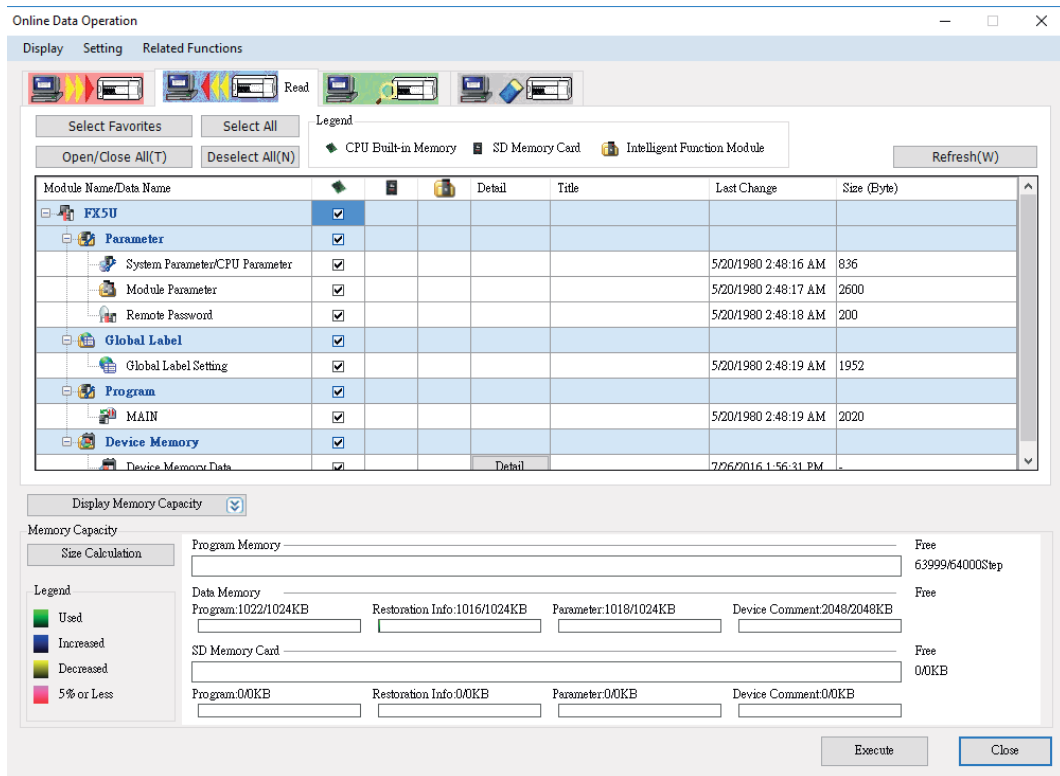 Online Data Operation
Display Setting Related Functions
Read
Select Favorites Select All Legend
CPU Built-in Memory SD Memory Card Intelligent Function Module
Open/Close All(T) Deselect All(N) Refresh(W)
Module Name/Data Name Detail Title Last Change Size (Byte)
FX5U
Parameter
System Parameter/CPU Parameter 5/20/1980 2:48:16 AM 836
Module Parameter 5/20/1980 2:48:17 AM 2600
Remote Password 5/20/1980 2:48:18 AM 200
Global Label
Global Label Setting 5/20/1980 2:48:19 AM 1952
Program
MAIN 5/20/1980 2:48:19 AM 2020
Device Memory
Device Memory Data Detail 7/26/2016 1:56:31 PM -
Display Memory Capacity
Memory Capacity
Size Calculation Program Memory Free
63999/64000Step
Legend Data Memory Free
Program:1022/1024KB Restoration Info:1016/1024KB Parameter:1018/1024KB Device Comment:2048/2048KB
Used
Increased SD Memory Card Free
Decreased 0/0KB
5% or Less Program:0/0KB Restoration Info:0/0KB Parameter:0/0KB Device Comment:0/0KB
Execute Close